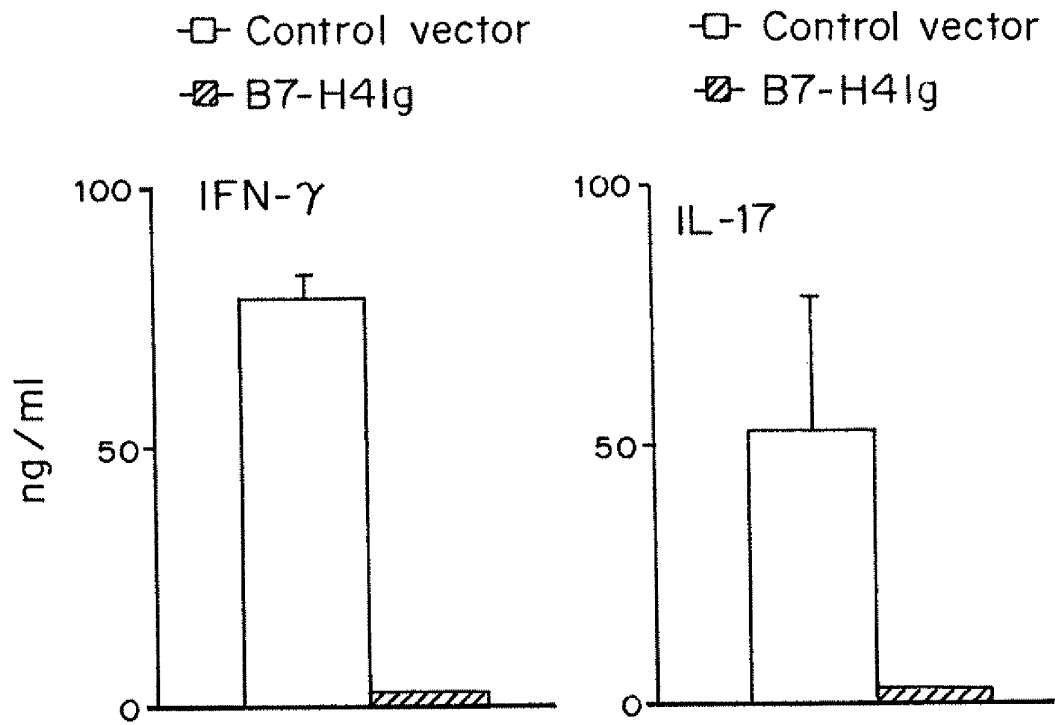 Control vector
B7-H4Ig
Control vector
B7-H4Ig
ng/ml
100
IFN-γ
50
0
100
IL-17
50
0